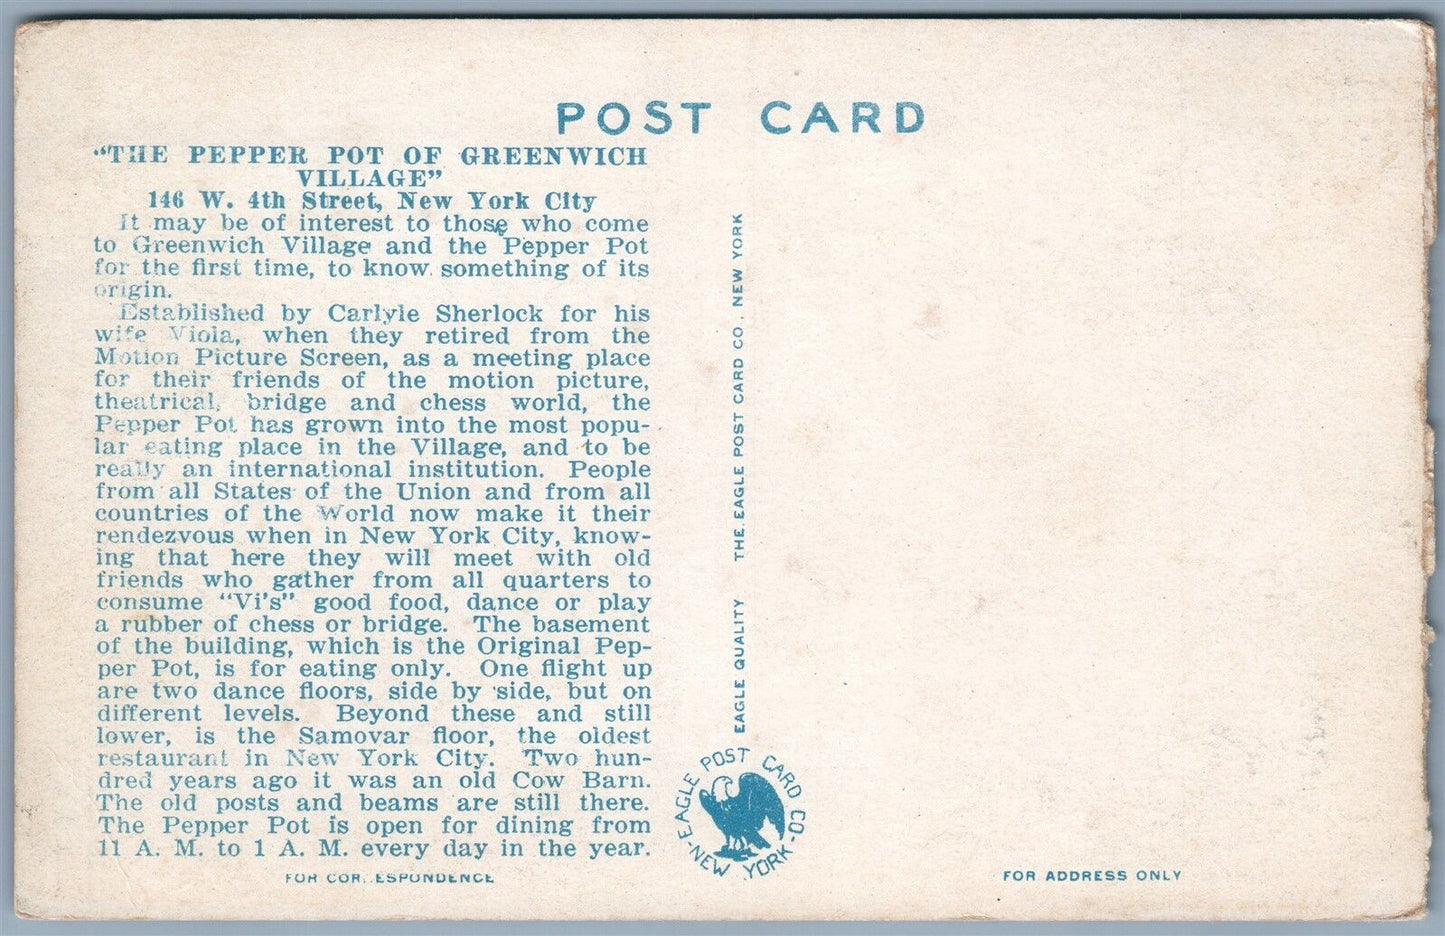 POST CARD
"THE PEPPER POT OF GREENWICH
VILLAGE"
146 W. 4th Street, New York City
It may be of interest to those who come
to Greenwich Village and the Pepper Pot
for the first time, to know something of its
origin.
Established by Carlyle Sherlock for his
wife Viola, when they retired from the
Motion Picture Screen, as a meeting place
for their friends of the motion picture,
theatrical, bridge and chess world, the
Pepper Pot has grown into the most popu-
lar eating place in the Village, and to be
really an international institution. People
from all States of the Union and from all
countries of the World now make it their
rendezvous when in New York City, know-
ing that here they will meet with old
friends who gather from all quarters to
consume "Vi's" good food, dance or play
a rubber of chess or bridge. The basement
of the building, which is the Original Pep-
per Pot, is for eating only. One flight up
are two dance floors, side by side, but on
different levels. Beyond these and still
lower, is the Samovar floor, the oldest
restaurant in New York City. Two hun-
dred years ago it was an old Cow Barn.
The old posts and beams are still there.
The Pepper Pot is open for dining from
11 A. M. to 1 A. M. every day in the year.
FOR CORRESPONDENCE
EAGLE QUALITY THE EAGLE POST CARD CO. NEW YORK
EAGLE POST CARD CO.
NEW YORK
FOR ADDRESS ONLY